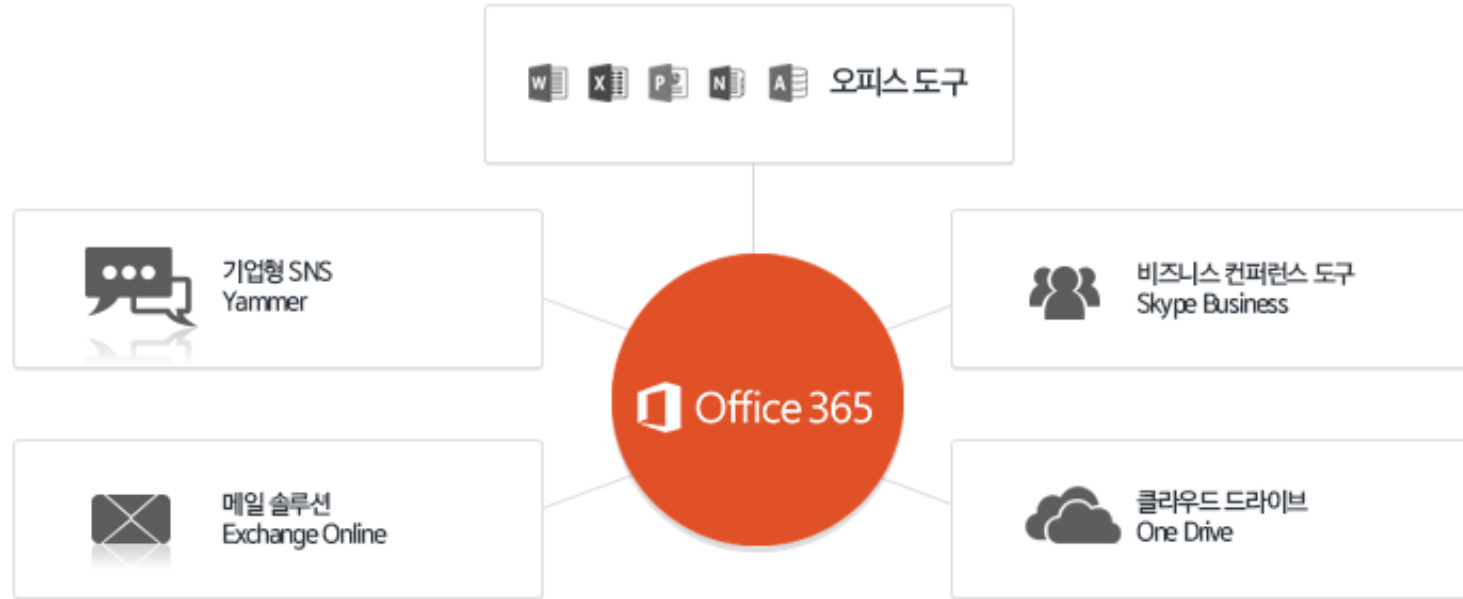 W X P N A 오피스 도구
기업형 SNS
Yammer
비즈니스 컨퍼런스 도구
Skype Business
Office 365
메일 솔루션
Exchange Online
클라우드 드라이브
One Drive